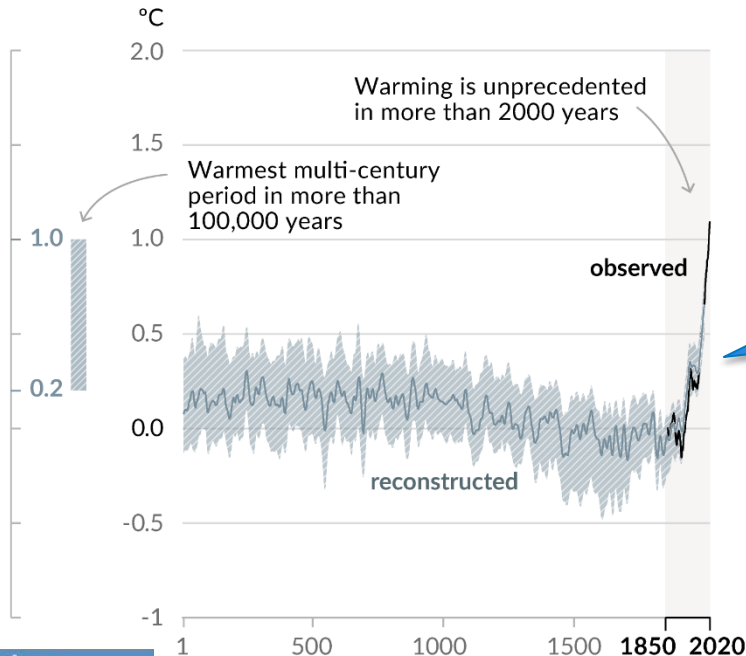 °C
2.0
Warming is unprecedented
in more than 2000 years
1.5
Warmest multi-century
period in more than
100,000 years
1.0
1.0
observed
0.5
0.2
0.0
reconstructed
-0.5
-1
1 500 1000 1500 1850 2020